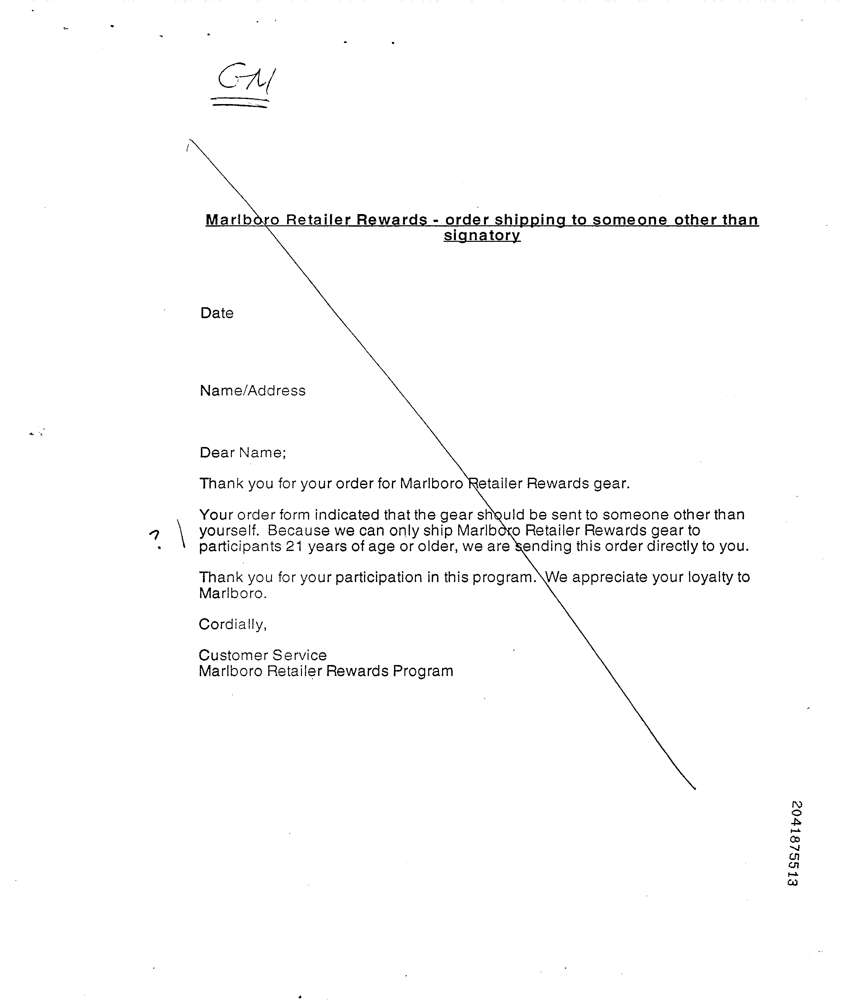 GM
Marlboro Retailer Rewards - order shipping to someone other than
signatory
Date
Name/Address
Dear Name;
Thank you for your order for Marlboro Retailer Rewards gear.
Your order form indicated that the gear should be sent to someone other than
? yourself. Because we can only ship Marlboro Retailer Rewards gear to
participants 21 years of age or older, we are sending this order directly to you.
Thank you for your participation in this program. We appreciate your loyalty to
Marlboro.
Cordially,
Customer Service
Marlboro Retailer Rewards Program
2041875513